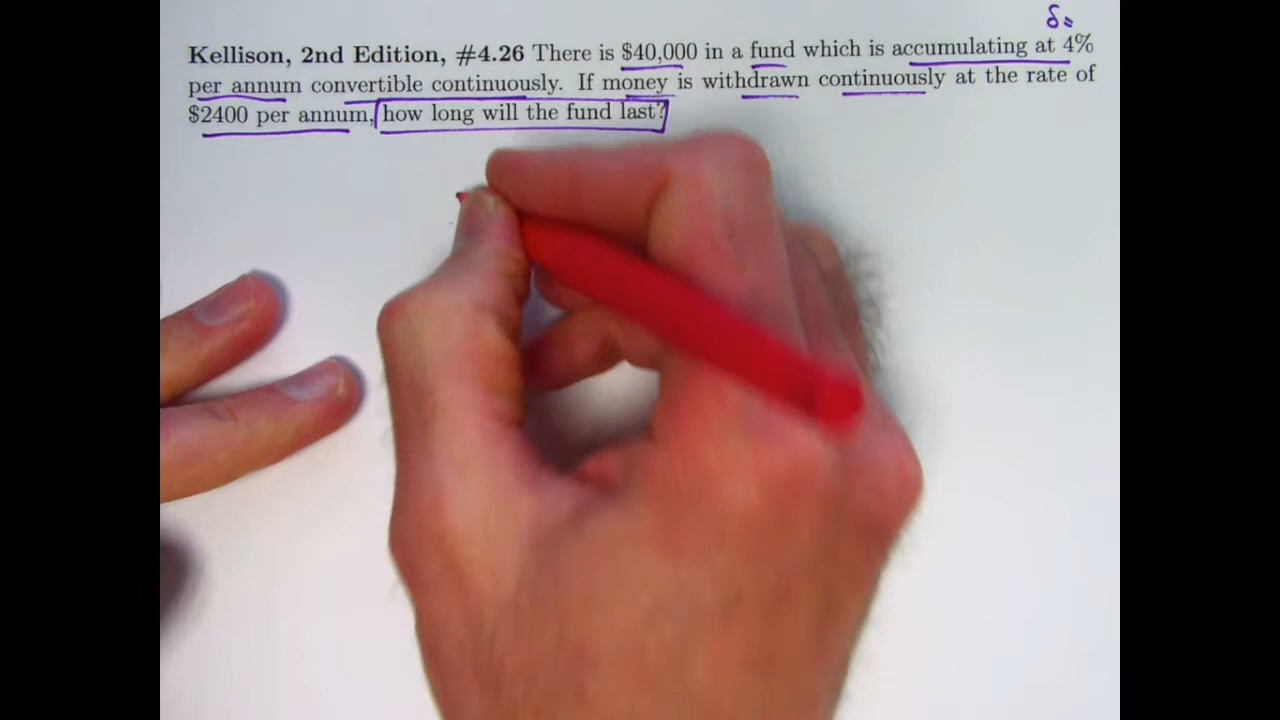 δ=
Kellison, 2nd Edition, #4.26 There is $40,000 in a fund which is accumulating at 4%
per annum convertible continuously. If money is withdrawn continuously at the rate of
$2400 per annum, how long will the fund last?